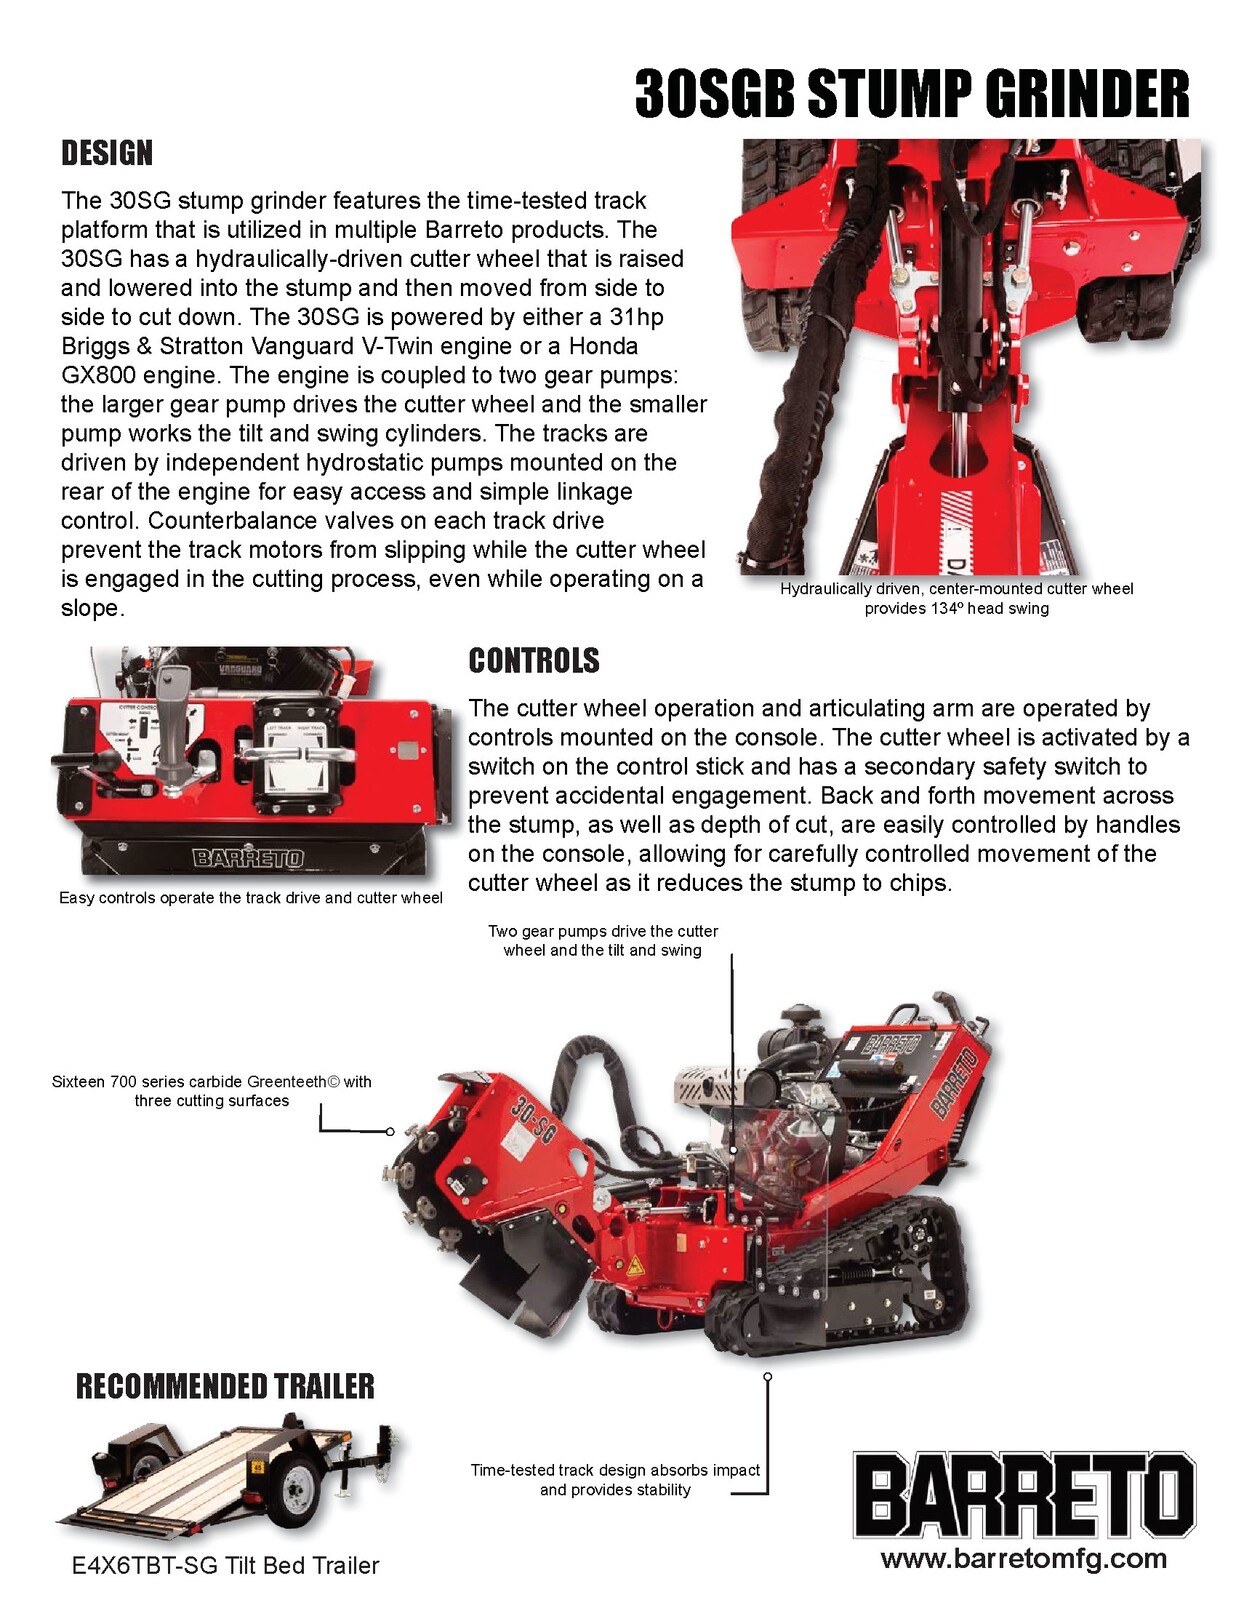 30SGB STUMP GRINDER
DESIGN
The 30SG stump grinder features the time-tested track
platform that is utilized in multiple Barreto products. The
30SG has a hydraulically-driven cutter wheel that is raised
and lowered into the stump and then moved from side to
side to cut down. The 30SG is powered by either a 31hp
Briggs & Stratton Vanguard V-Twin engine or a Honda
GX800 engine. The engine is coupled to two gear pumps:
the larger gear pump drives the cutter wheel and the smaller
pump works the tilt and swing cylinders. The tracks are
driven by independent hydrostatic pumps mounted on the
rear of the engine for easy access and simple linkage
control. Counterbalance valves on each track drive
prevent the track motors from slipping while the cutter wheel
is engaged in the cutting process, even while operating on a
slope.
Hydraulically driven, center-mounted cutter wheel
provides 134º head swing
VANGUARD
CUTTER CONTROL
LEFT TRACK RIGHT TRACK
BARRETO
Easy controls operate the track drive and cutter wheel
CONTROLS
The cutter wheel operation and articulating arm are operated by
controls mounted on the console. The cutter wheel is activated by a
switch on the control stick and has a secondary safety switch to
prevent accidental engagement. Back and forth movement across
the stump, as well as depth of cut, are easily controlled by handles
on the console, allowing for carefully controlled movement of the
cutter wheel as it reduces the stump to chips.
Two gear pumps drive the cutter
wheel and the tilt and swing
Sixteen 700 series carbide Greenteeth© with
three cutting surfaces
30-SG
BARRETO
BARRETO
Time-tested track design absorbs impact
and provides stability
RECOMMENDED TRAILER
E4X6TBT-SG Tilt Bed Trailer
BARRETO
www.barretomfg.com